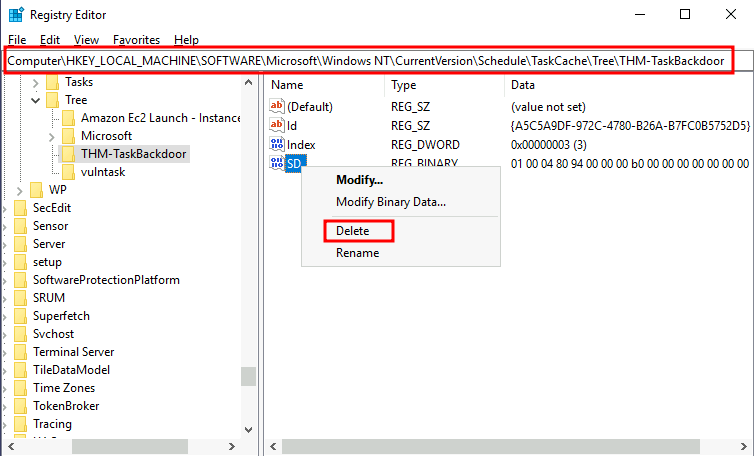 Registry Editor
File Edit View Favorites Help
Computer\HKEY_LOCAL_MACHINE\SOFTWARE\Microsoft\Windows NT\CurrentVersion\Schedule\TaskCache\Tree\THM-TaskBackdoor
Tasks
Tree
Amazon Ec2 Launch - Instance
Microsoft
THM-TaskBackdoor
vulntask
WP
SecEdit
Sensor
Server
setup
SoftwareProtectionPlatform
SRUM
Superfetch
Svchost
Terminal Server
TileDataModel
Time Zones
TokenBroker
Tracing
Name Type Data
(Default) REG_SZ (value not set)
Id REG_SZ {A5C5A9DF-972C-4780-B26A-B7FC0B5752D5}
Index REG_DWORD 0x00000003 (3)
SD REG_BINARY 01 00 04 80 94 00 00 00 b0 00 00 00 00 00 00 00
Modify...
Modify Binary Data...
Delete
Rename